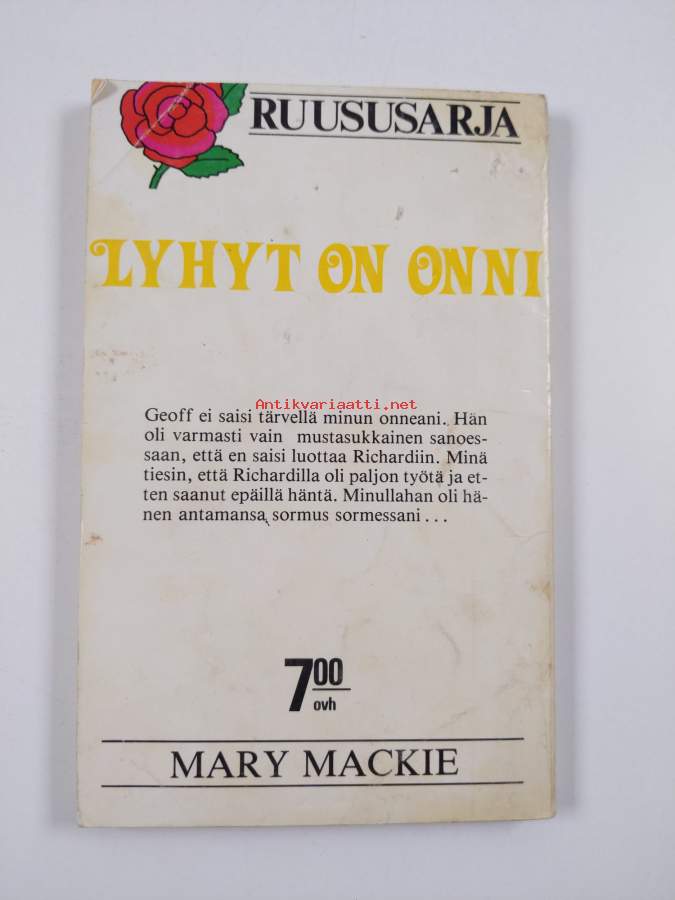 RUUSUSARJA
LYHYT ON ONNI
Antikvariaatti.net
Geoff ei saisi tärvellä minun onneani. Hän
oli varmasti vain mustasukkainen sanoes-
saan, että en saisi luottaa Richardiin. Minä
tiesin, että Richardilla oli paljon työtä ja et-
ten saanut epäillä häntä. Minullahan oli hä-
nen antamansa sormus sormessani...
700
ovh
MARY MACKIE